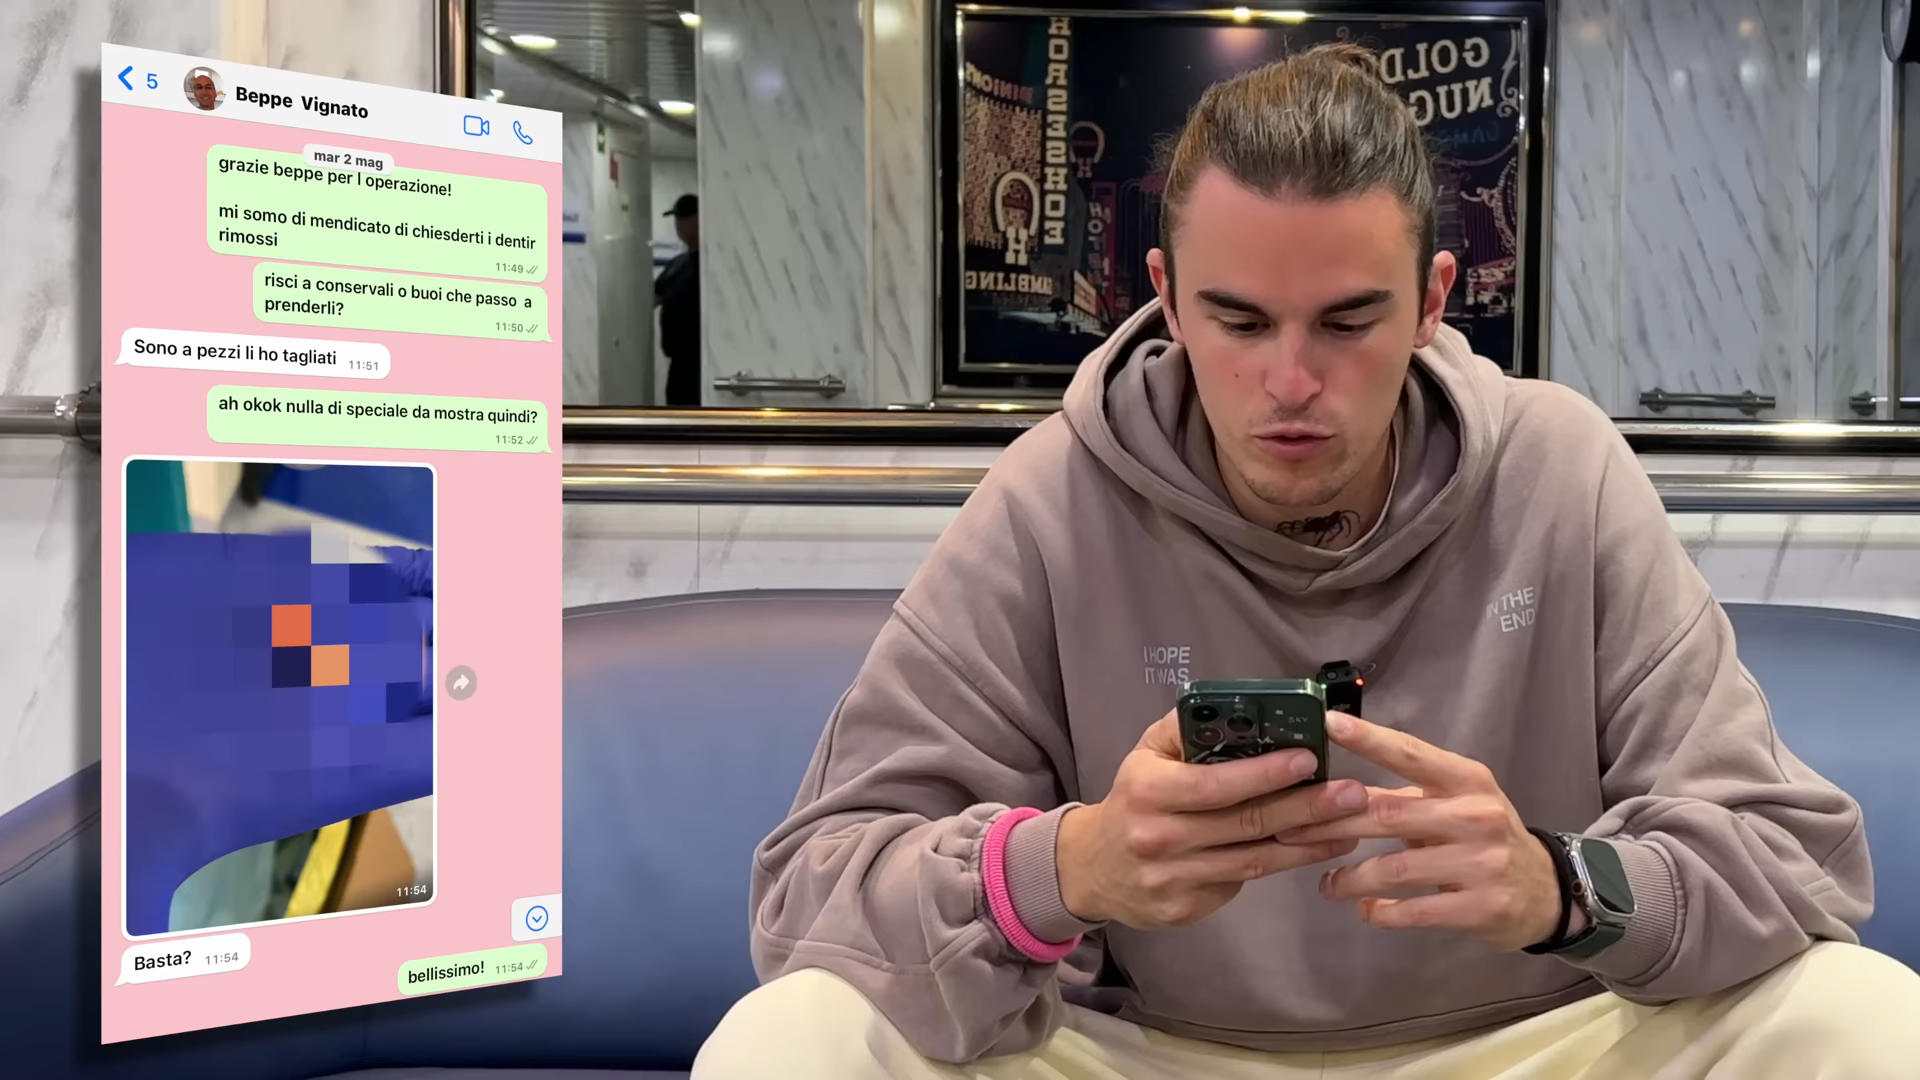 5
Beppe Vignato
mar 2 mag
grazie beppe per l operazione!
mi somo di mendicato di chiesderti i dentir
rimossi
11:49
risci a conservali o buoi che passo a
prenderli?
11:50
Sono a pezzi li ho tagliati 11:51
ah okok nulla di speciale da mostra quindi?
11:52
11:54
Basta? 11:54
bellissimo! 11:54
HORSESHOE
GOLD
NUG
GAMBLING
H
I HOPE
IT WAS
IN THE
END
SKY